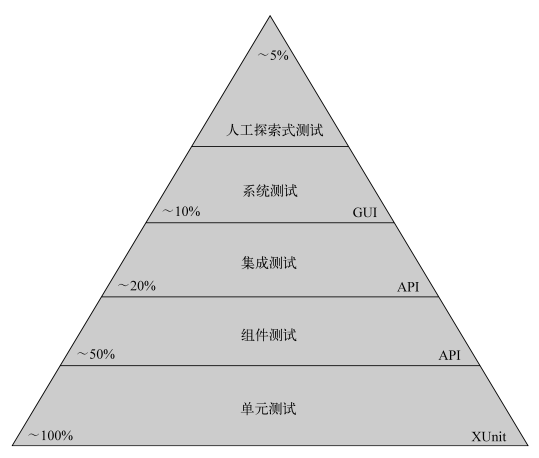 ～5%
人工探索式测试
系统测试
～10% GUI
集成测试
～20% API
组件测试
～50% API
单元测试
～100% XUnit